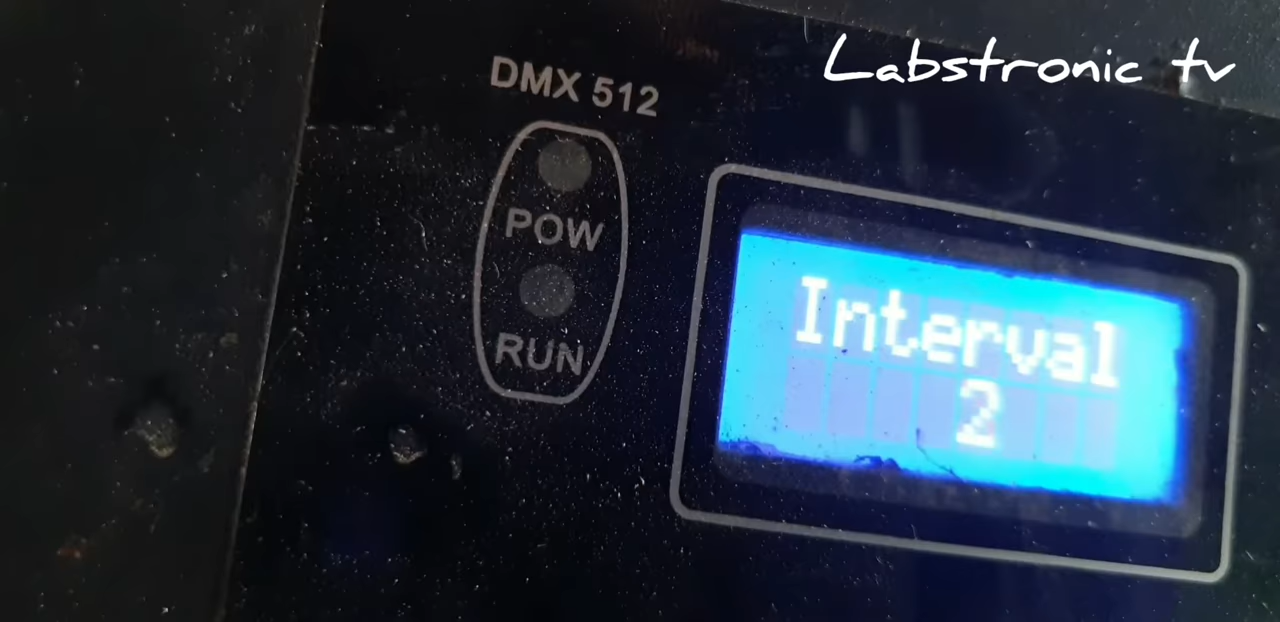 Labstronic tv
DMX 512
POW
RUN
Interval
2